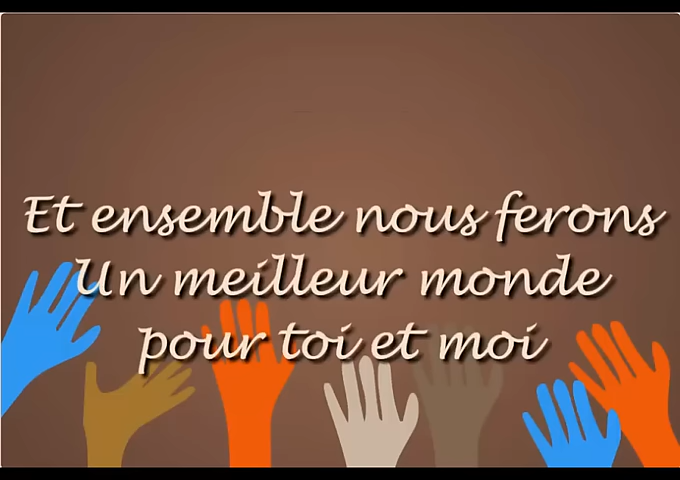 Et ensemble nous ferons
Un meilleur monde
pour toi et moi